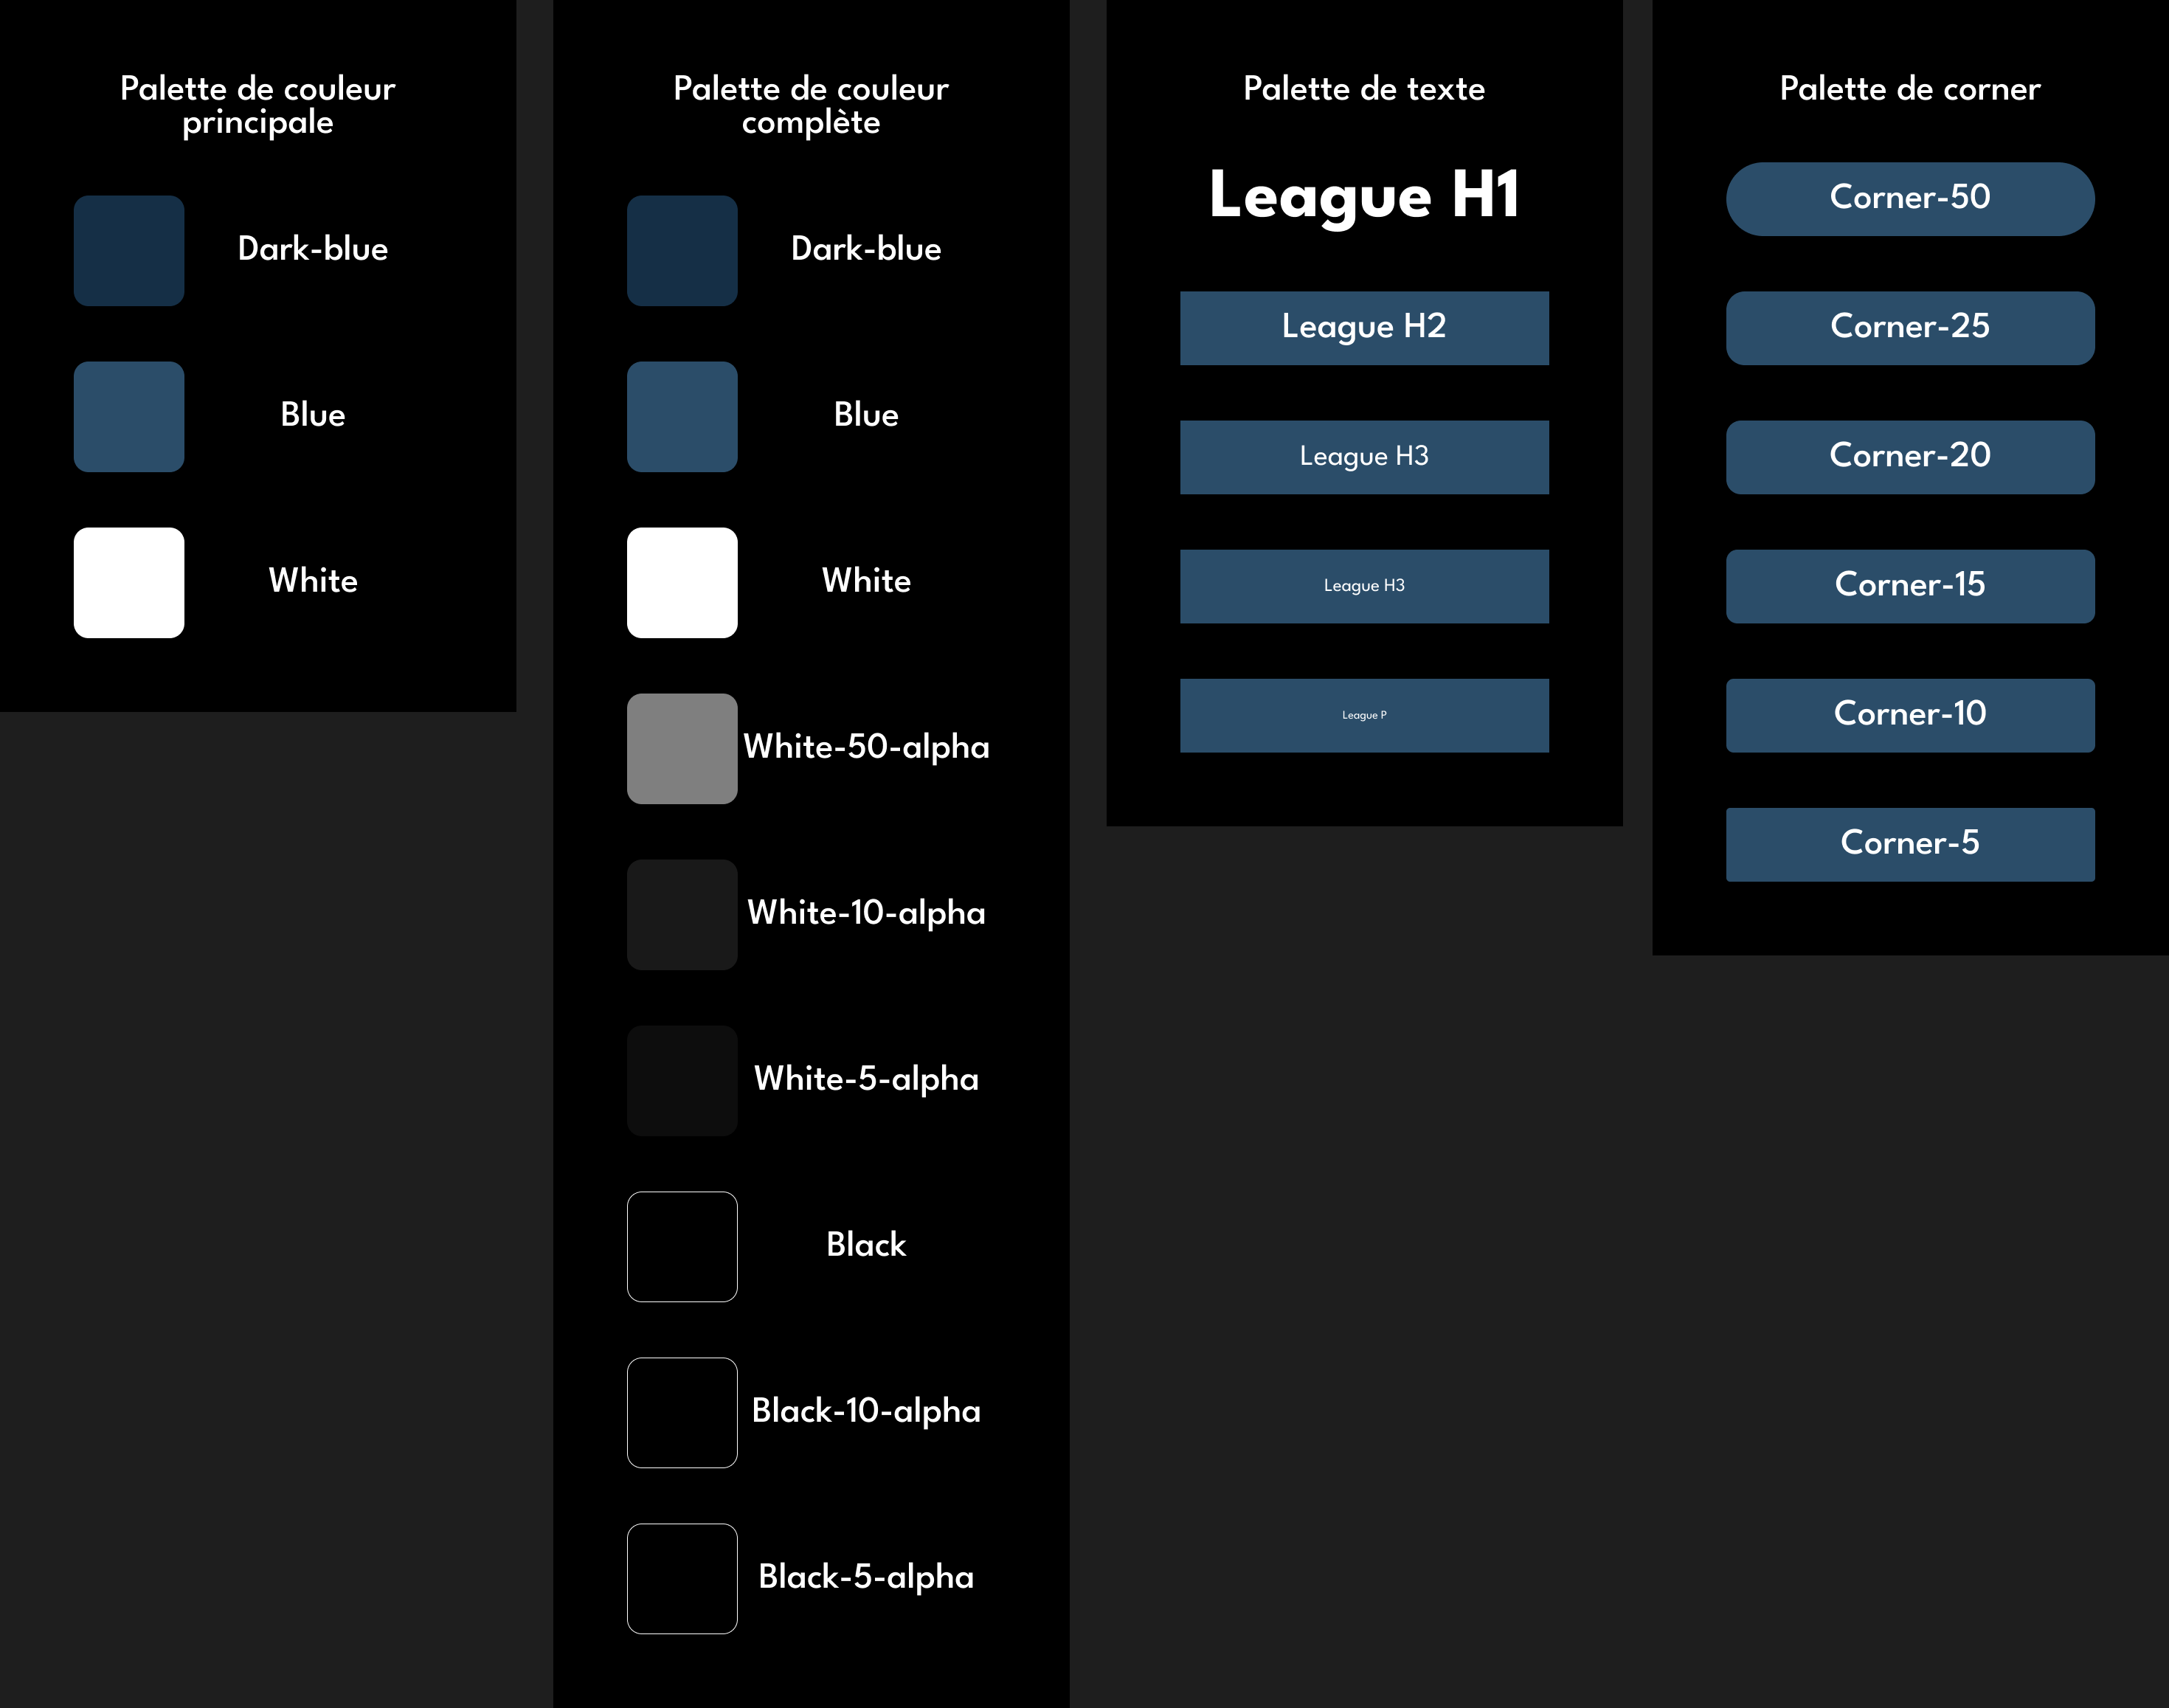 Palette de couleur
principale
Dark-blue
Blue
White
Palette de couleur
complète
Dark-blue
Blue
White
White-50-alpha
White-10-alpha
White-5-alpha
Black
Black-10-alpha
Black-5-alpha
Palette de texte
League H1
League H2
League H3
League H3
League P
Palette de corner
Corner-50
Corner-25
Corner-20
Corner-15
Corner-10
Corner-5